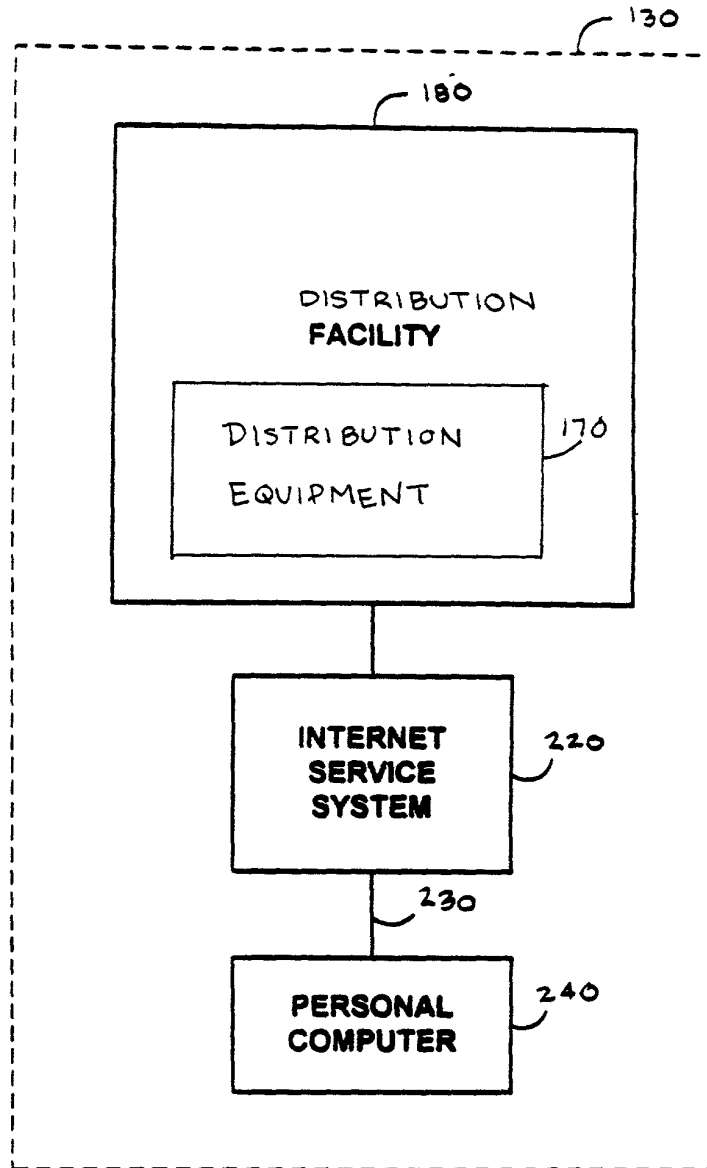 130
180
DISTRIBUTION
FACILITY
DISTRIBUTION
170
EQUIPMENT
INTERNET
SERVICE
SYSTEM
220
230
PERSONAL
COMPUTER
240